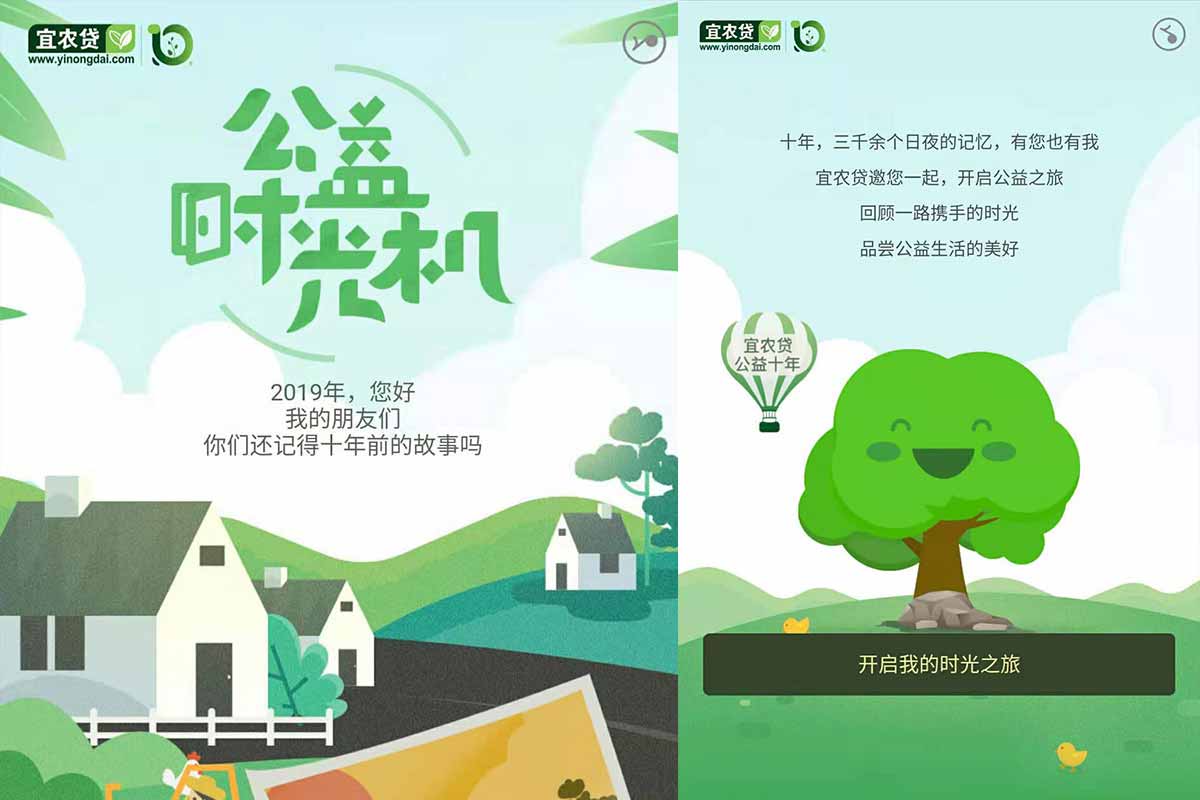 宜农贷
www.yinongdai.com
公益
时光机
2019年，您好
我的朋友们
你们还记得十年前的故事吗
宜农贷
www.yinongdai.com
十年，三千余个日夜的记忆，有您也有我
宜农贷邀您一起，开启公益之旅
回顾一路携手的时光
品尝公益生活的美好
宜农贷
公益十年
开启我的时光之旅